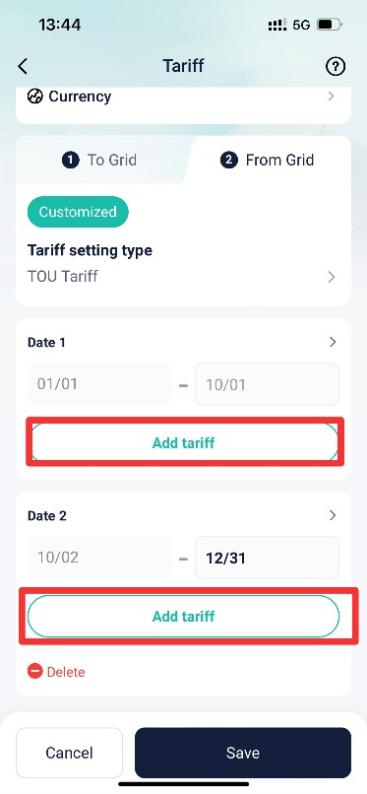 13:44
5G
Tariff
Currency
1 To Grid
2 From Grid
Customized
Tariff setting type
TOU Tariff
Date 1
01/01 – 10/01
Add tariff
Date 2
10/02 – 12/31
Add tariff
Delete
Cancel
Save